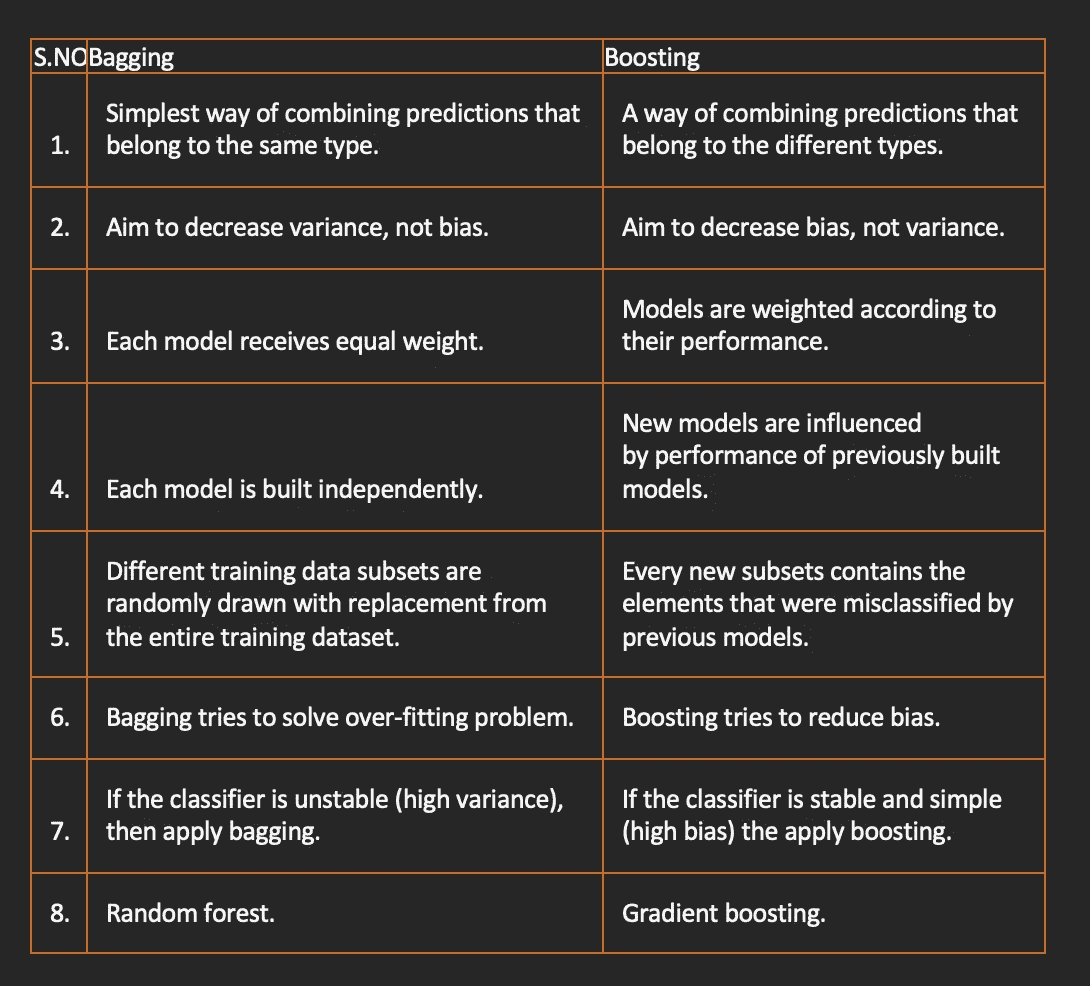 S.NO Bagging Boosting
Simplest way of combining predictions that
1. belong to the same type.
A way of combining predictions that
belong to the different types.
2. Aim to decrease variance, not bias.
Aim to decrease bias, not variance.
3. Each model receives equal weight.
Models are weighted according to
their performance.
4. Each model is built independently.
New models are influenced
by performance of previously built
models.
Different training data subsets are
randomly drawn with replacement from
5. the entire training dataset.
Every new subsets contains the
elements that were misclassified by
previous models.
6. Bagging tries to solve over-fitting problem.
Boosting tries to reduce bias.
If the classifier is unstable (high variance),
7. then apply bagging.
If the classifier is stable and simple
(high bias) the apply boosting.
8. Random forest.
Gradient boosting.